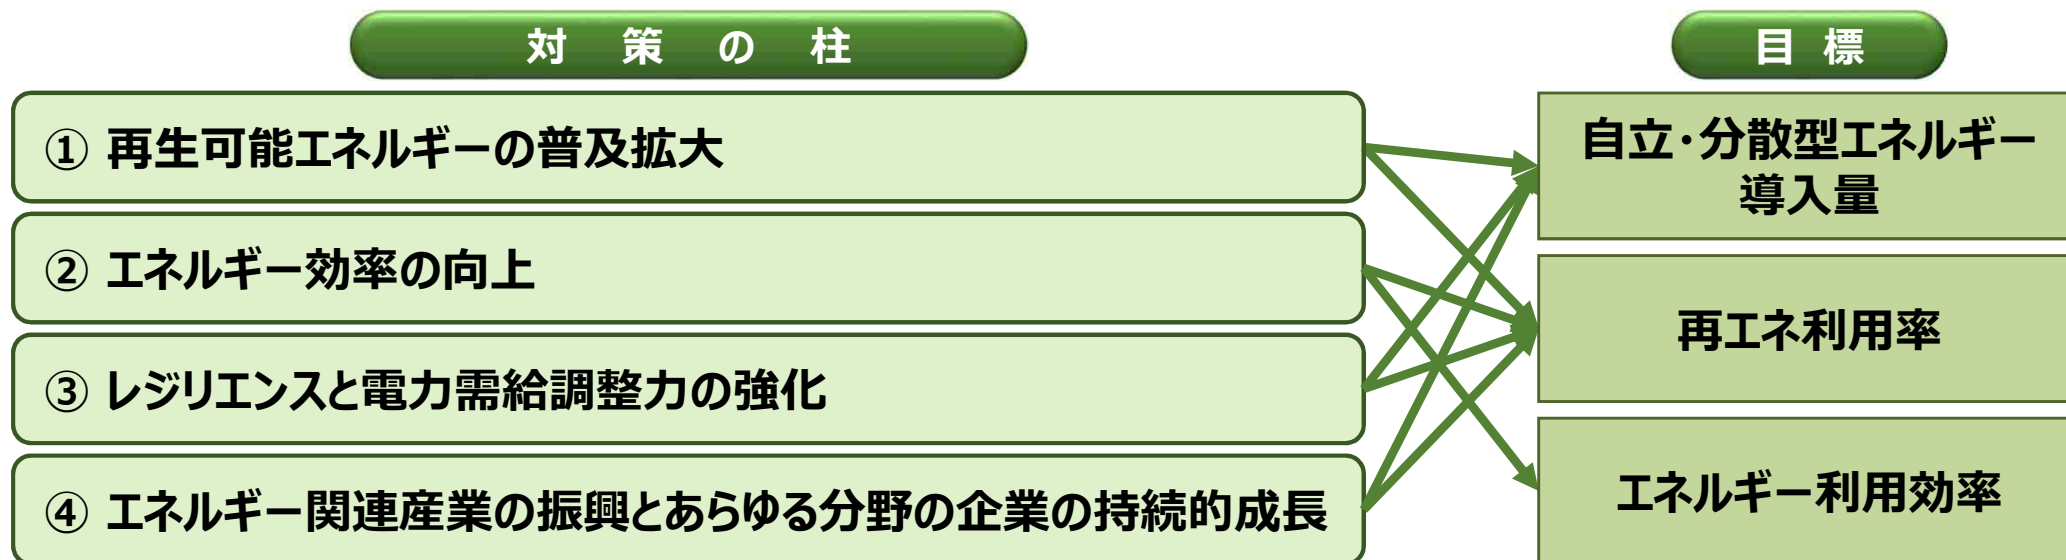 対策の柱
目標
① 再生可能エネルギーの普及拡大
② エネルギー効率の向上
③ レジリエンスと電力需給調整力の強化
④ エネルギー関連産業の振興とあらゆる分野の企業の持続的成長
自立・分散型エネルギー
導入量
再エネ利用率
エネルギー利用効率